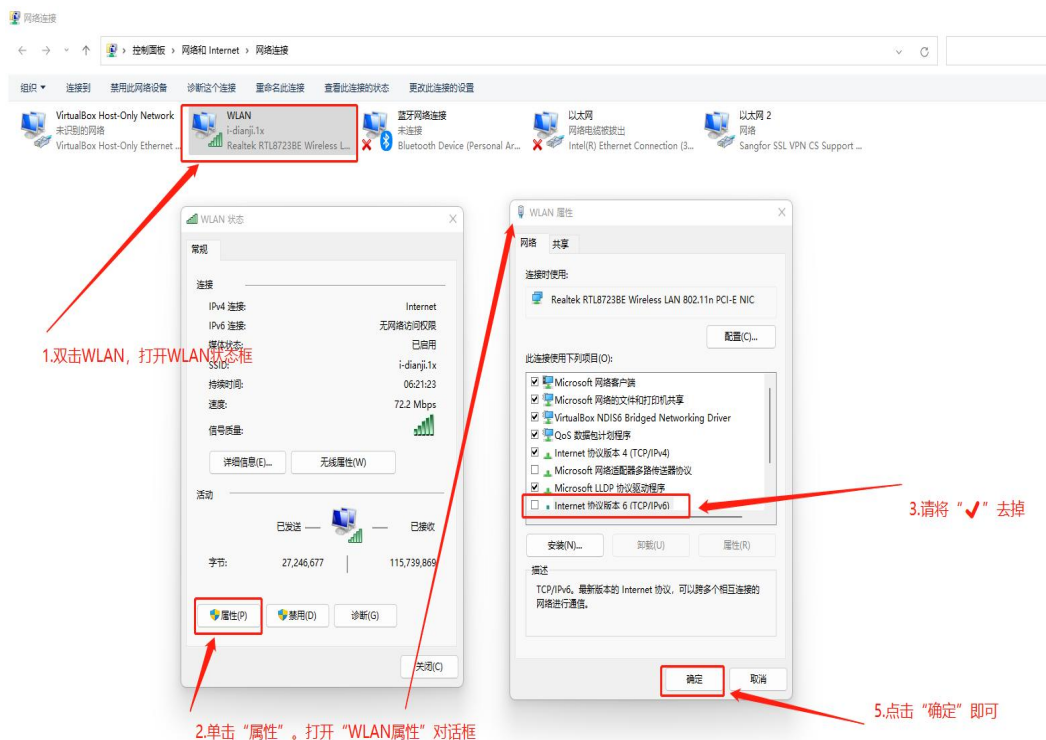 网络连接
控制面板 › 网络和 Internet › 网络连接
组织 连接到 禁用此网络设备 诊断这个连接 重命名此连接 查看此连接的状态 更改此连接的设置
VirtualBox Host-Only Network
未识别的网络
VirtualBox Host-Only Ethernet ...
WLAN
i-dianji.1x
Realtek RTL8723BE Wireless L...
蓝牙网络连接
未连接
Bluetooth Device (Personal Ar...
以太网
网络电缆被拔出
Intel(R) Ethernet Connection (3...
以太网 2
网络
Sangfor SSL VPN CS Support ...
1.双击WLAN，打开WLAN状态框
WLAN 状态
常规
连接
IPv4 连接: Internet
IPv6 连接: 无网络访问权限
媒体状态: 已启用
SSID: i-dianji.1x
持续时间: 06:21:23
速度: 72.2 Mbps
信号质量:
详细信息(E)... 无线属性(W)
活动
已发送 — — 已接收
字节: 27,246,677 | 115,739,869
属性(P) 禁用(D) 诊断(G)
关闭(C)
2.单击“属性”。打开“WLAN属性”对话框
WLAN 属性
网络 共享
连接时使用:
Realtek RTL8723BE Wireless LAN 802.11n PCI-E NIC
配置(C)...
此连接使用下列项目(O):
Microsoft 网络客户端
Microsoft 网络的文件和打印机共享
VirtualBox NDIS6 Bridged Networking Driver
QoS 数据包计划程序
Internet 协议版本 4 (TCP/IPv4)
Microsoft 网络适配器多路传送器协议
Microsoft LLDP 协议驱动程序
Internet 协议版本 6 (TCP/IPv6)
3.请将“✓”去掉
安装(N)... 卸载(U) 属性(R)
描述
TCP/IPv6。最新版本的 Internet 协议，可以跨多个相互连接的
网络进行通信。
确定 取消
5.点击“确定”即可